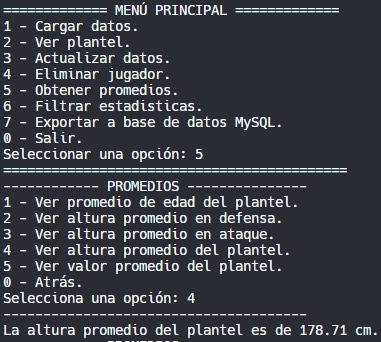 ============= MENÚ PRINCIPAL =============
1 - Cargar datos.
2 - Ver plantel.
3 - Actualizar datos.
4 - Eliminar jugador.
5 - Obtener promedios.
6 - Filtrar estadisticas.
7 - Exportar a base de datos MySQL.
0 - Salir.
Seleccionar una opción: 5
===========================================
------------ PROMEDIOS ---------------
1 - Ver promedio de edad del plantel.
2 - Ver altura promedio en defensa.
3 - Ver altura promedio en ataque.
4 - Ver altura promedio del plantel.
5 - Ver valor promedio del plantel.
0 - Atrás.
Selecciona una opción: 4
--------------------------------------
La altura promedio del plantel es de 178.71 cm.